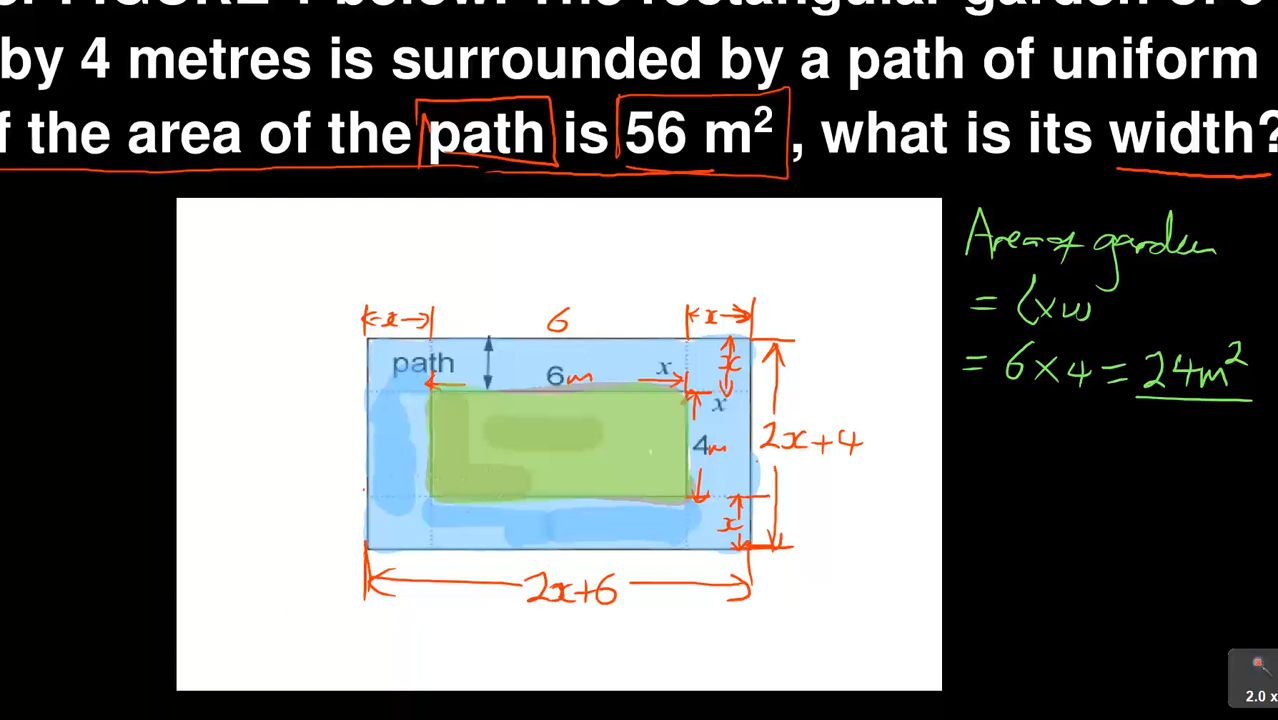 by 4 metres is surrounded by a path of uniform
f the area of the path is 56 m², what is its width?
Area of garden
= l x w
= 6 x 4 = 24m²
x
6
x
path
6m
x
x
x
4m
2x+4
x
2x+6
2.0 x